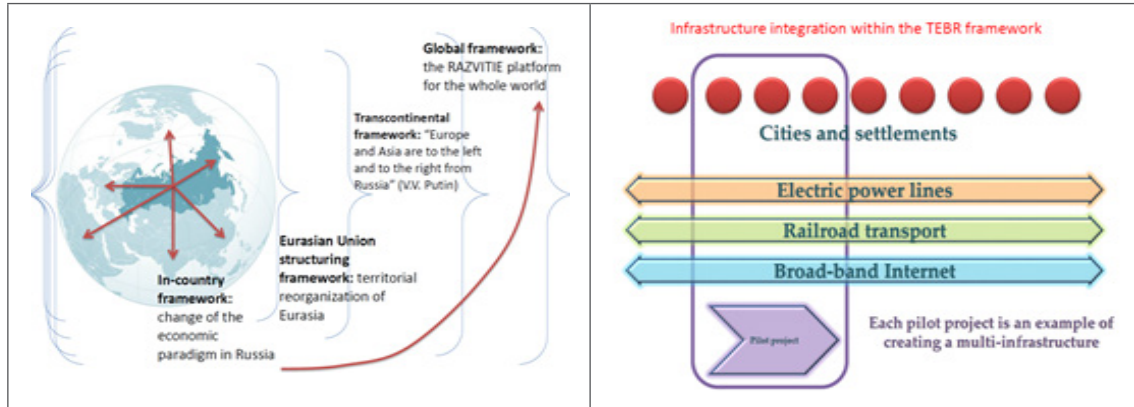 Global framework:
the RAZVITIE platform
for the whole world
Transcontinental
framework: "Europe
and Asia are to the left
and to the right from
Russia" (V.V. Putin)
Eurasian Union
structuring
framework: territorial
reorganization of
Eurasia
In-country
framework:
change of the
economic
paradigm in Russia
Infrastructure integration within the TEBR framework
Cities and settlements
Electric power lines
Railroad transport
Broad-band Internet
Pilot project
Each pilot project is an example of
creating a multi-infrastructure